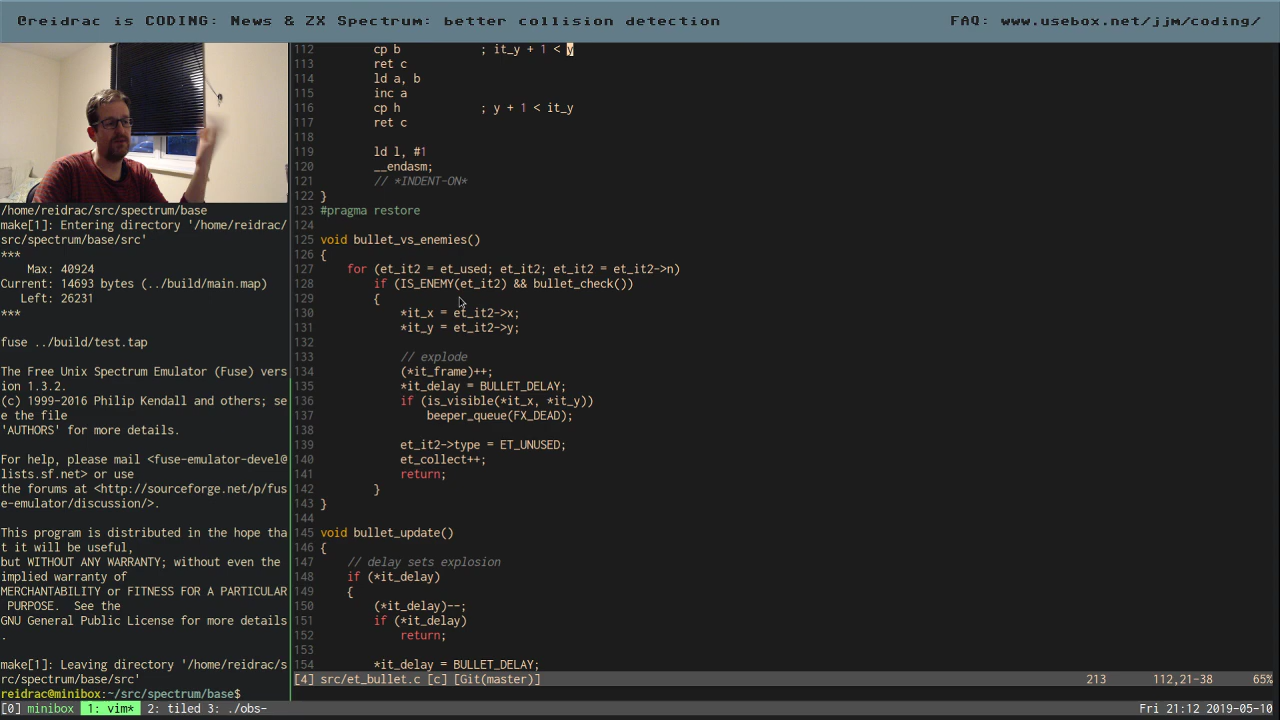 @reidrac is CODING: News & ZX Spectrum: better collision detection
FAQ: www.usebox.net/jjm/coding/
/home/reidrac/src/spectrum/base
make[1]: Entering directory '/home/reidrac/
src/spectrum/base/src'
***
Max: 40924
Current: 14693 bytes (../build/main.map)
Left: 26231
***
fuse ../build/test.tap
The Free Unix Spectrum Emulator (Fuse) vers
ion 1.3.2.
(c) 1999-2016 Philip Kendall and others; se
e the file
'AUTHORS' for more details.
For help, please mail <fuse-emulator-devel@
lists.sf.net> or use
the forums at <http://sourceforge.net/p/fus
e-emulator/discussion/>.
This program is distributed in the hope tha
t it will be useful,
but WITHOUT ANY WARRANTY; without even the
implied warranty of
MERCHANTABILITY or FITNESS FOR A PARTICULAR
PURPOSE.  See the
GNU General Public License for more details
.
make[1]: Leaving directory '/home/reidrac/s
rc/spectrum/base/src'
reidrac@minibox:~/src/spectrum/base$
112 cp b ; it_y + 1 < y
113 ret c
114 ld a, b
115 inc a
116 cp h ; y + 1 < it_y
117 ret c
118
119 ld l, #1
120 __endasm;
121 // *INDENT-ON*
122 }
123 #pragma restore
124
125 void bullet_vs_enemies()
126 {
127 for (et_it2 = et_used; et_it2; et_it2 = et_it2->n)
128 if (IS_ENEMY(et_it2) && bullet_check())
129 {
130 *it_x = et_it2->x;
131 *it_y = et_it2->y;
132
133 // explode
134 (*it_frame)++;
135 *it_delay = BULLET_DELAY;
136 if (is_visible(*it_x, *it_y))
137 beeper_queue(FX_DEAD);
138
139 et_it2->type = ET_UNUSED;
140 et_collect++;
141 return;
142 }
143 }
144
145 void bullet_update()
146 {
147 // delay sets explosion
148 if (*it_delay)
149 {
150 (*it_delay)--;
151 if (*it_delay)
152 return;
153
154 *it_delay = BULLET_DELAY;
[4] src/et_bullet.c [c] [Git(master)] 213 112,21-38 65%
[0] minibox 1: vim* 2: tiled 3: ./obs- Fri 21:12 2019-05-10